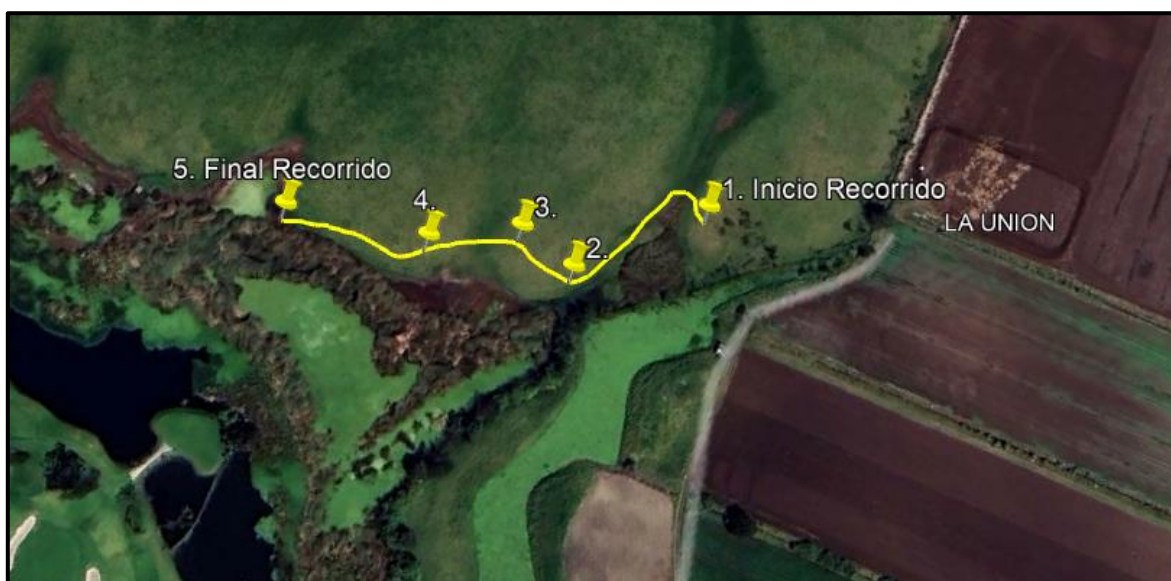 5. Final Recorrido
4.
3.
2.
1. Inicio Recorrido
LA UNION